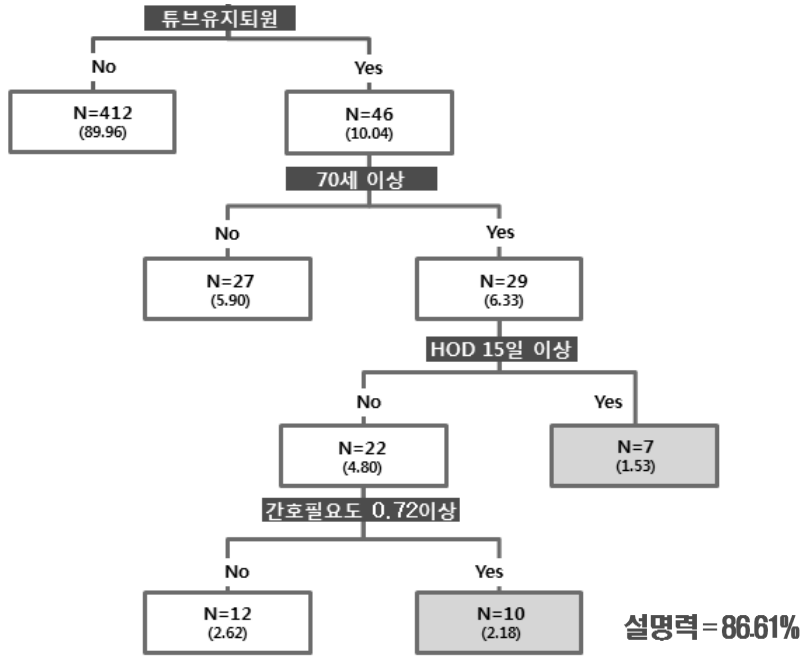 튜브유지퇴원
No
Yes
N=412
(89.96)
N=46
(10.04)
70세 이상
No
Yes
N=27
(5.90)
N=29
(6.33)
HOD 15일 이상
No
Yes
N=22
(4.80)
N=7
(1.53)
간호필요도 0.72이상
No
Yes
N=12
(2.62)
N=10
(2.18)
설명력=86.61%